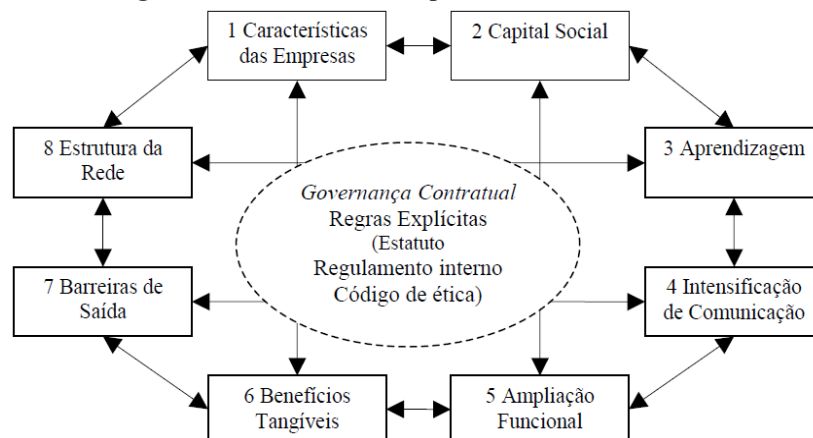 1 Características
das Empresas
2 Capital Social
8 Estrutura da
Rede
3 Aprendizagem
Governança Contratual
Regras Explícitas
(Estatuto
Regulamento interno
Código de ética)
7 Barreiras de
Saída
4 Intensificação
de Comunicação
6 Benefícios
Tangíveis
5 Ampliação
Funcional